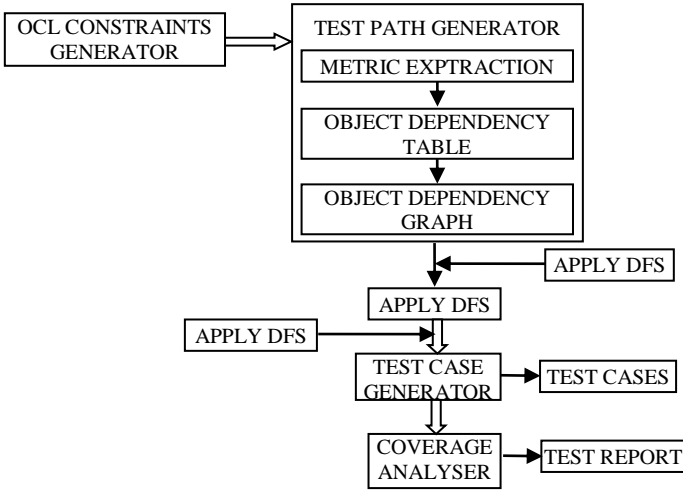 OCL CONSTRAINTS
GENERATOR
TEST PATH GENERATOR
METRIC EXPTRACTION
OBJECT DEPENDENCY
TABLE
OBJECT DEPENDENCY
GRAPH
APPLY DFS
APPLY DFS
APPLY DFS
TEST CASE
GENERATOR
TEST CASES
COVERAGE
ANALYSER
TEST REPORT